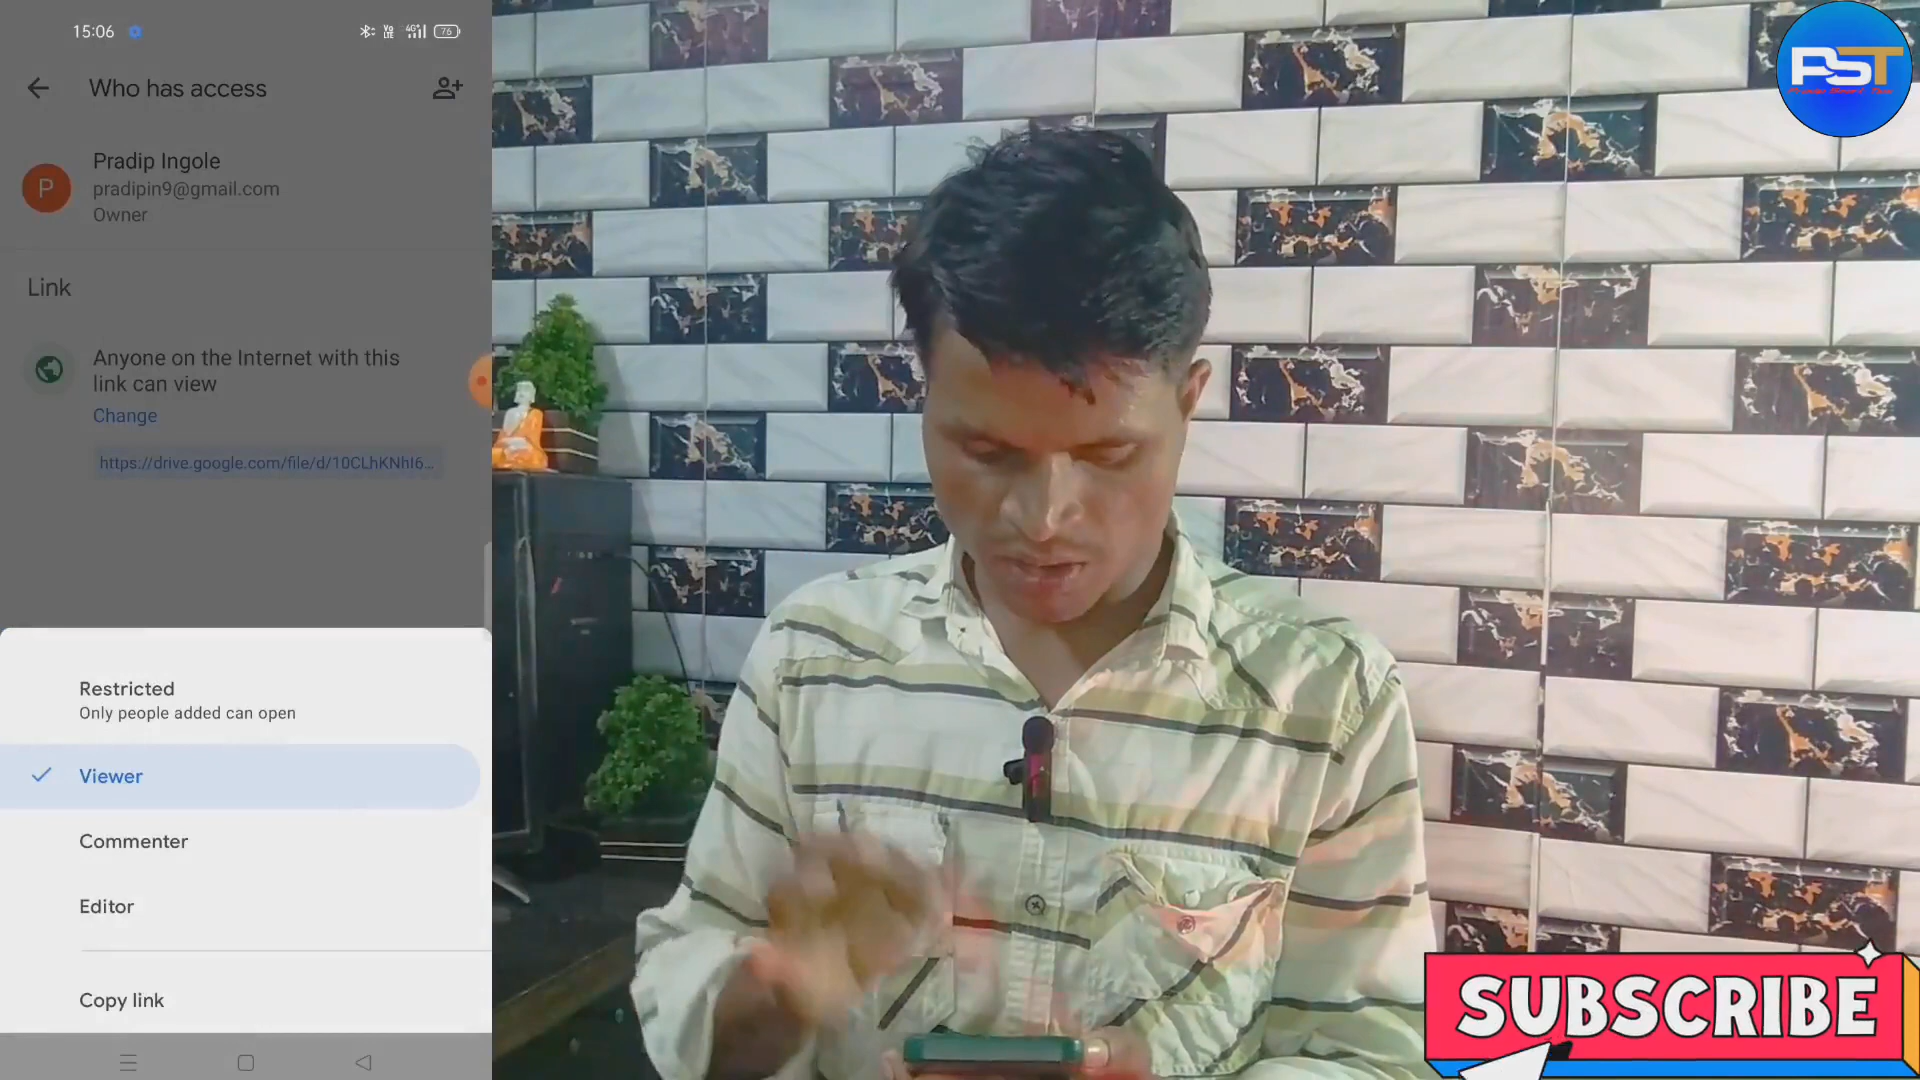 15:06
76
Who has access
P
Pradip Ingole
pradipin9@gmail.com
Owner
Link
Anyone on the Internet with this
link can view
Change
https://drive.google.com/file/d/10CLhKNhI6...
Restricted
Only people added can open
Viewer
Commenter
Editor
Copy link
PST
SUBSCRIBE